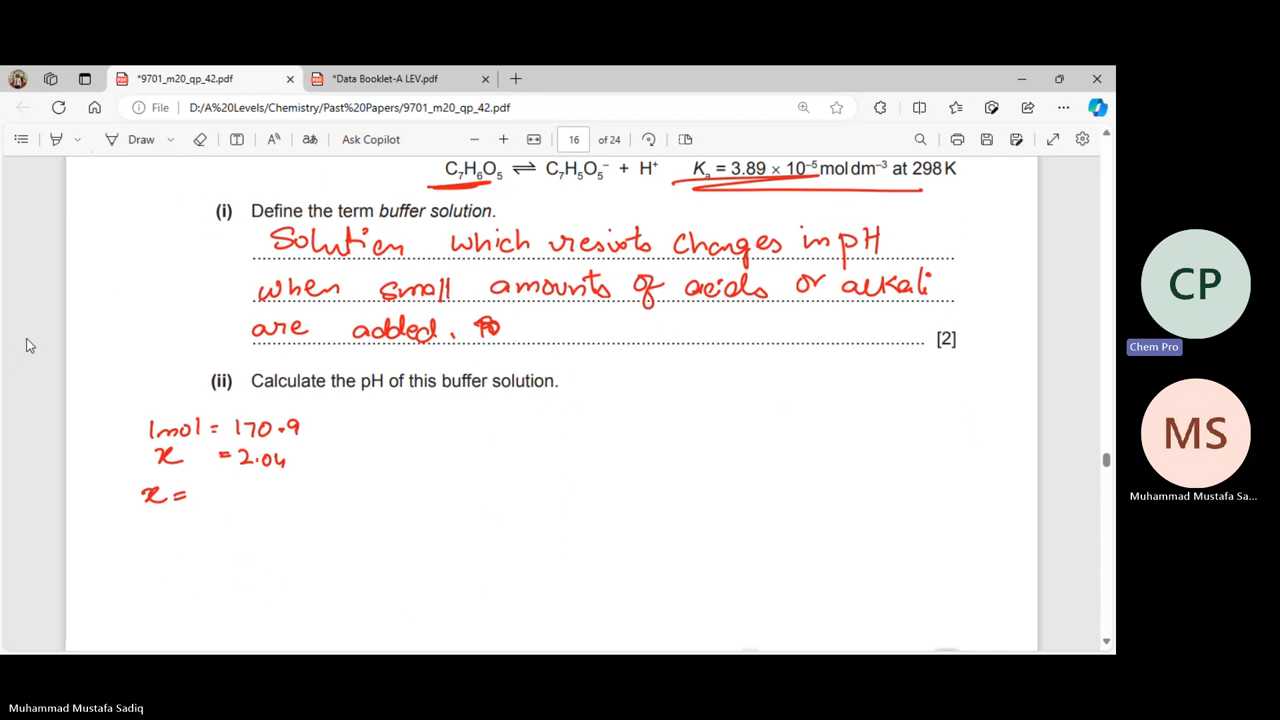 *9701_m20_qp_42.pdf
*Data Booklet-A LEV.pdf
File D:/A%20Levels/Chemistry/Past%20Papers/9701_m20_qp_42.pdf
Draw
Ask Copilot
16 of 24
C₇H₆O₅ ⇌ C₇H₅O₅⁻ + H⁺ Kₐ = 3.89 × 10⁻⁵ mol dm⁻³ at 298 K
(i) Define the term buffer solution.
Solution which resists changes in pH
when small amounts of acids or alkali
are added.
[2]
(ii) Calculate the pH of this buffer solution.
1mol = 170.9
x = 2.04
x =
CP
Chem Pro
MS
Muhammad Mustafa Sa...
Muhammad Mustafa Sadiq